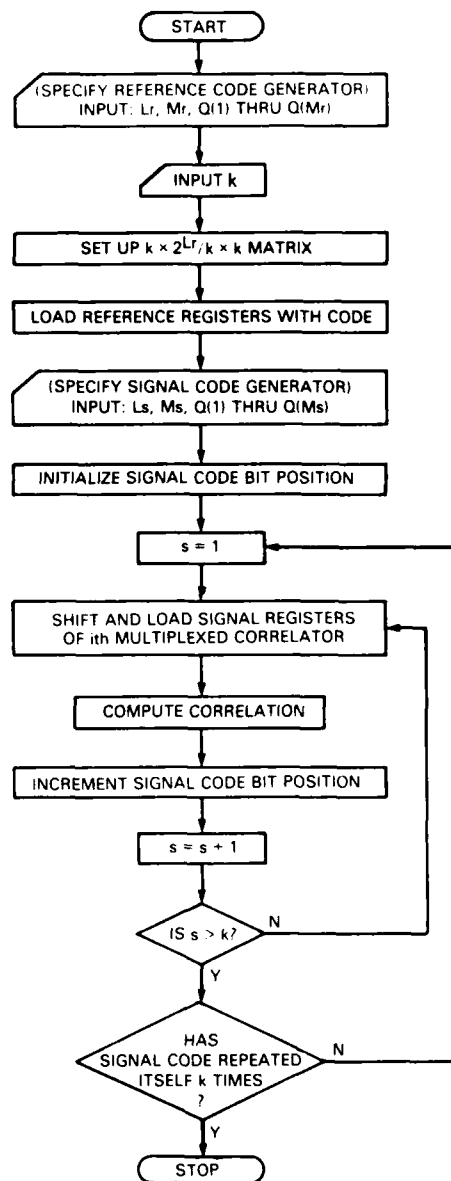 START
(SPECIFY REFERENCE CODE GENERATOR)
INPUT: Lr, Mr, Q(1) THRU Q(Mr)
INPUT k
SET UP k × 2^Lr/k × k MATRIX
LOAD REFERENCE REGISTERS WITH CODE
(SPECIFY SIGNAL CODE GENERATOR)
INPUT: Ls, Ms, Q(1) THRU Q(Ms)
INITIALIZE SIGNAL CODE BIT POSITION
s = 1
SHIFT AND LOAD SIGNAL REGISTERS
OF ith MULTIPLEXED CORRELATOR
COMPUTE CORRELATION
INCREMENT SIGNAL CODE BIT POSITION
s = s + 1
IS s > k?
N
Y
HAS
SIGNAL CODE REPEATED
ITSELF k TIMES
?
N
Y
STOP